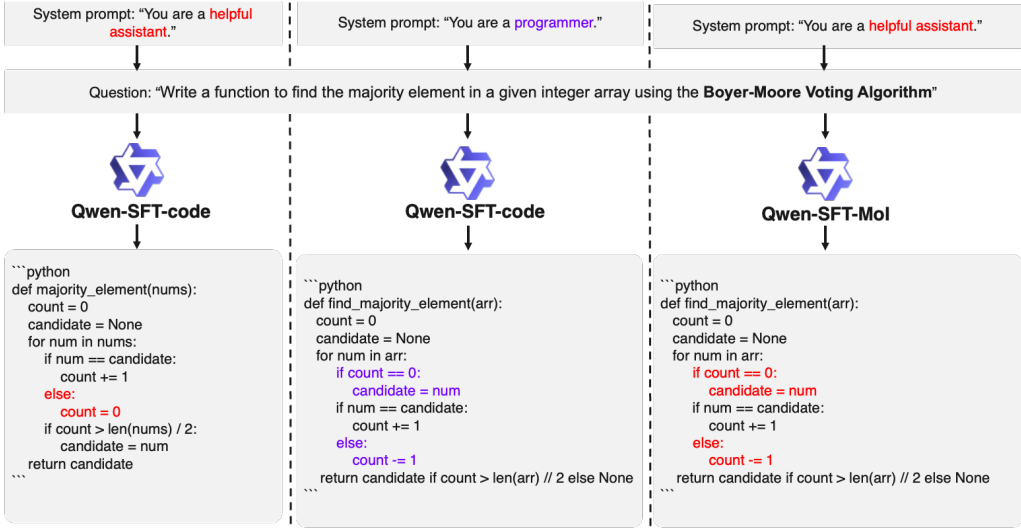 System prompt: “You are a helpful
assistant.”
System prompt: “You are a programmer.”
System prompt: “You are a helpful assistant.”
Question: “Write a function to find the majority element in a given integer array using the Boyer-Moore Voting Algorithm”
Qwen-SFT-code
Qwen-SFT-code
Qwen-SFT-MoI
```python
def majority_element(nums):
    count = 0
    candidate = None
    for num in nums:
        if num == candidate:
            count += 1
        else:
            count = 0
        if count > len(nums) / 2:
            candidate = num
    return candidate
```
```python
def find_majority_element(arr):
    count = 0
    candidate = None
    for num in arr:
        if count == 0:
            candidate = num
        if num == candidate:
            count += 1
        else:
            count -= 1
    return candidate if count > len(arr) // 2 else None
```
```python
def find_majority_element(arr):
    count = 0
    candidate = None
    for num in arr:
        if count == 0:
            candidate = num
        if num == candidate:
            count += 1
        else:
            count -= 1
    return candidate if count > len(arr) // 2 else None
```